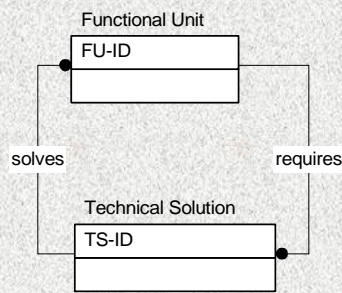 Functional Unit
FU-ID
solves
requires
Technical Solution
TS-ID